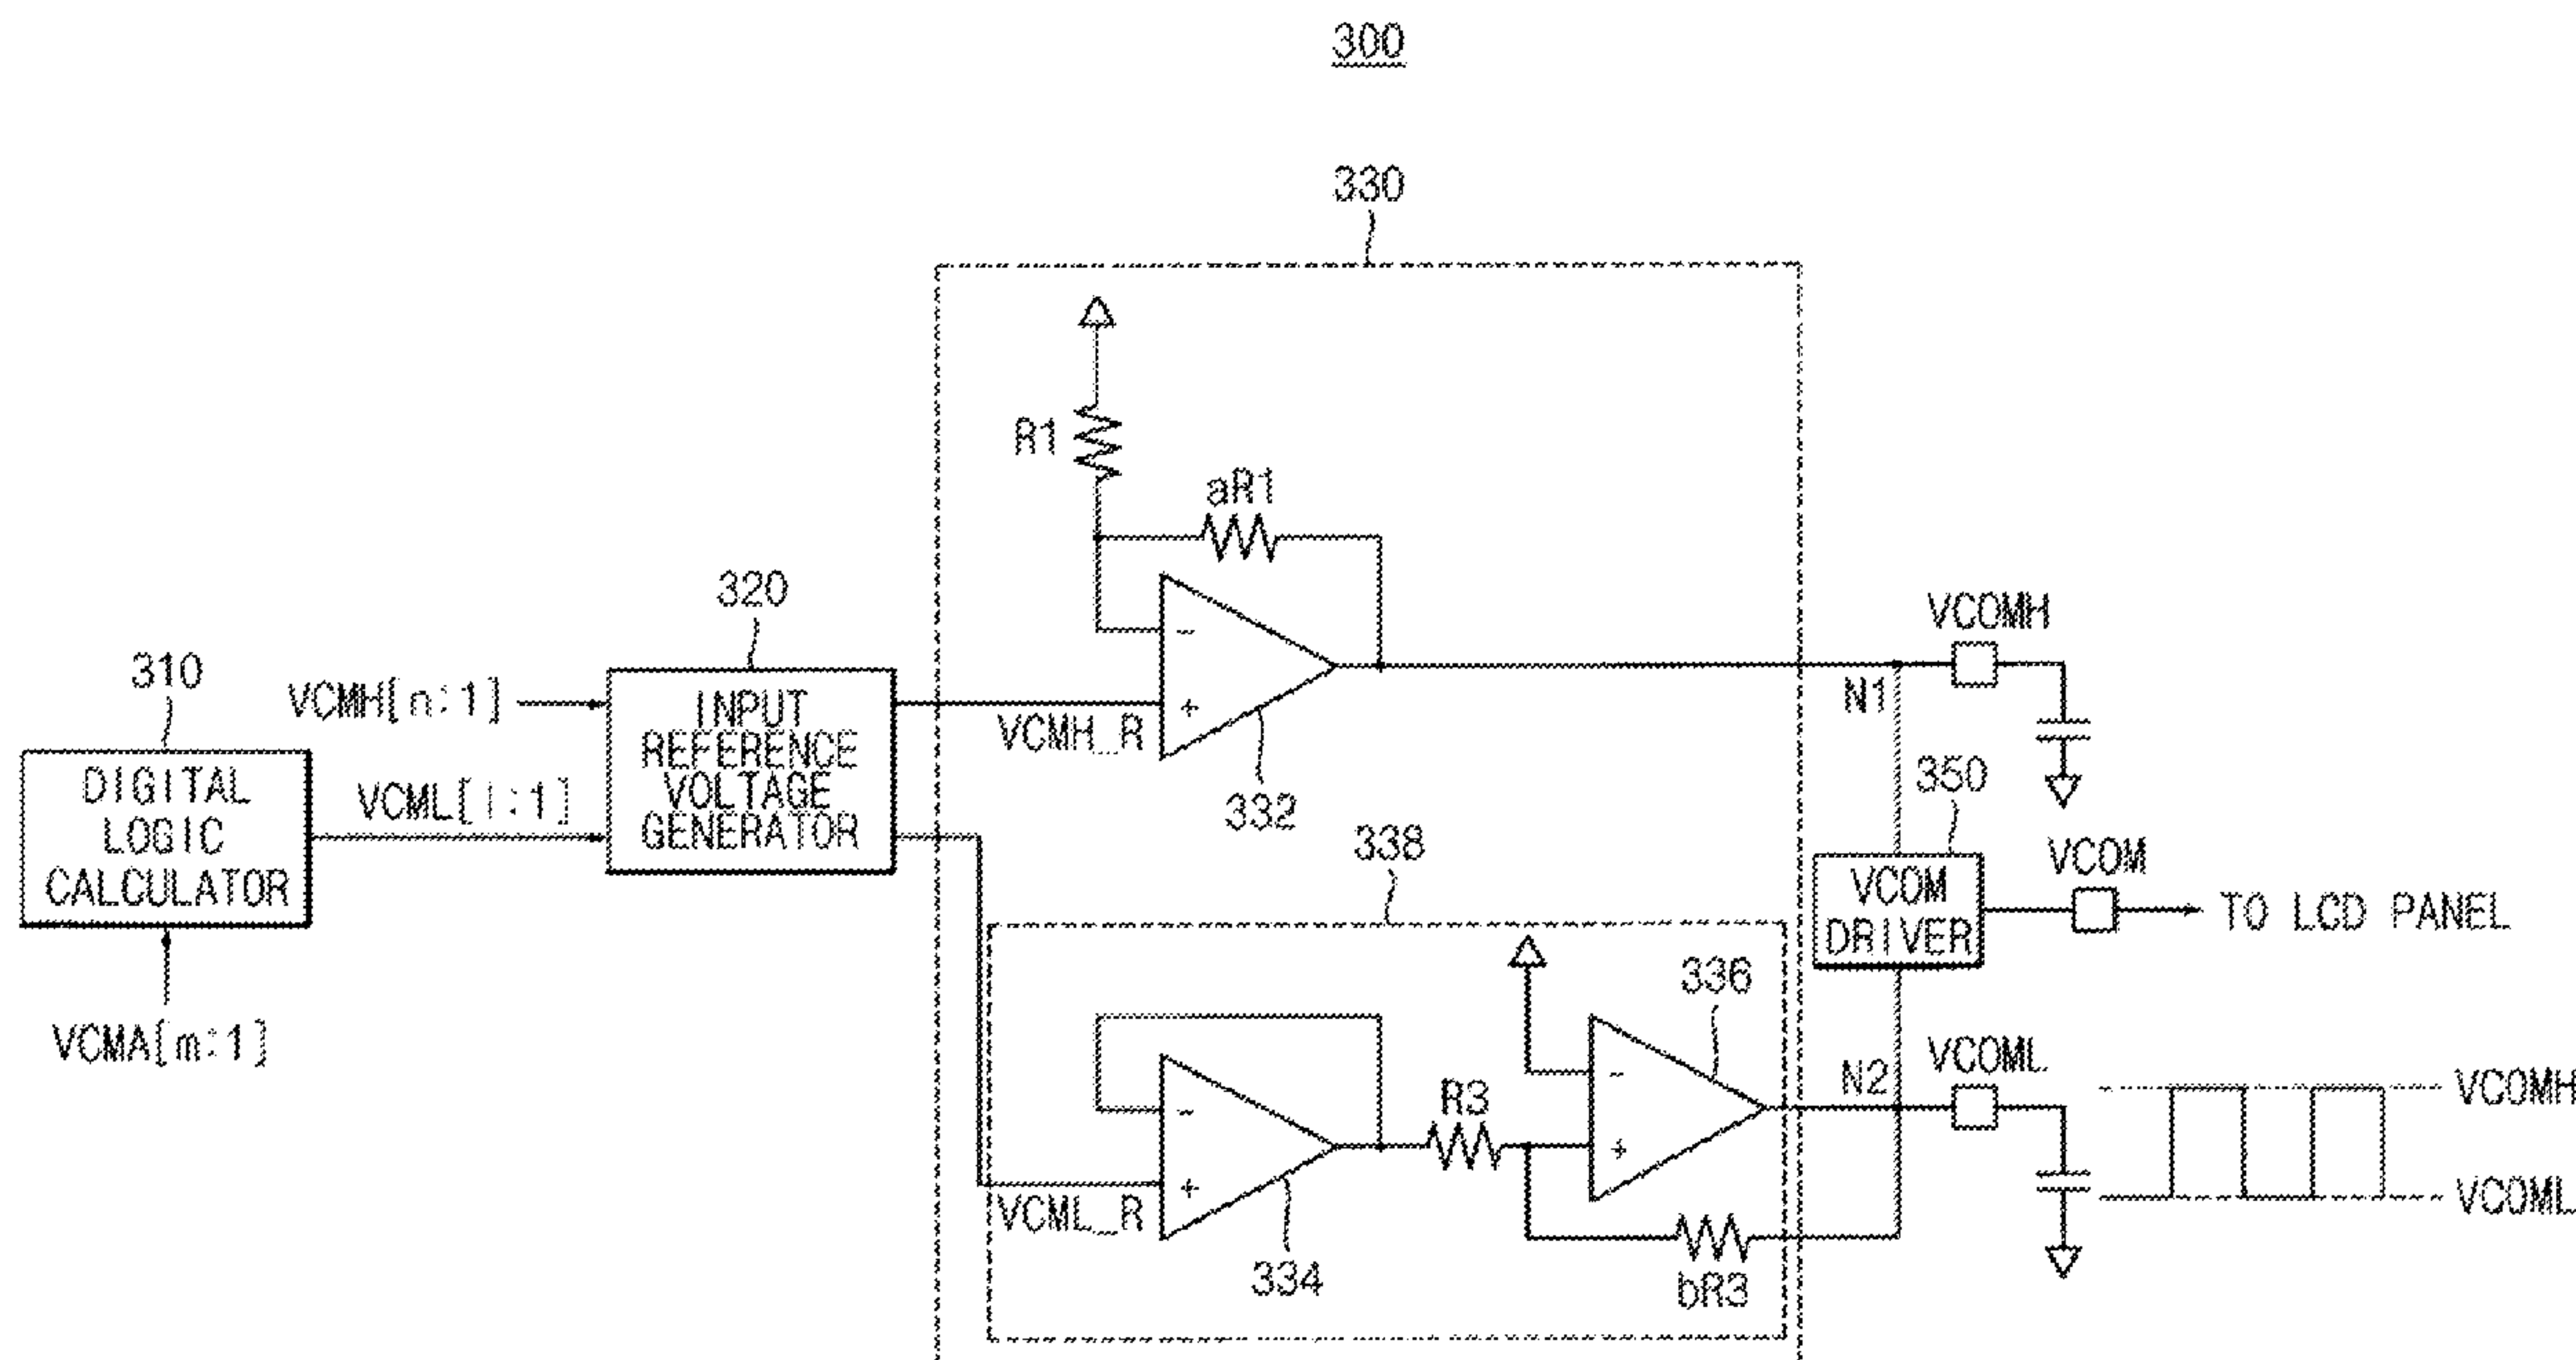 300
330
R1
aR1
320
VCOMH
310
VCMH[n:1]
INPUT
REFERENCE
VOLTAGE
GENERATOR
-
+
N1
VCMH_R
350
DIGITAL
LOGIC
CALCULATOR
VCML[l:1]
332
338
VCOM
VCOM
DRIVER
TO LCD PANEL
336
VCMA[m:1]
-
R3
-
N2
VCOML
VCOMH
+
+
VCML_R
VCOML
334
bR3